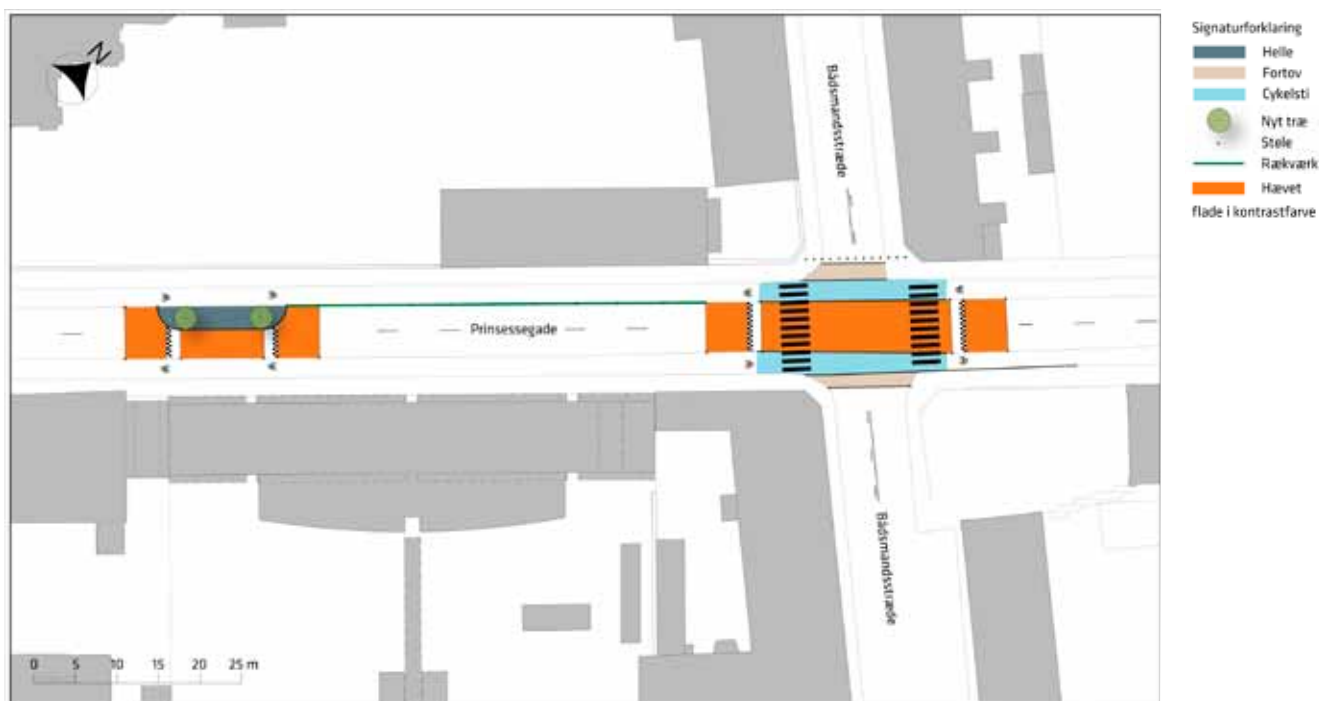 N
Bådsmandsstræde
Prinsessegade
Bådsmandsstræde
0 5 10 15 20 25 m
Signaturforklaring
Helle
Fortov
Cykelsti
Nyt træ
Stele
Rækværk
Hævet
flade i kontrastfarve